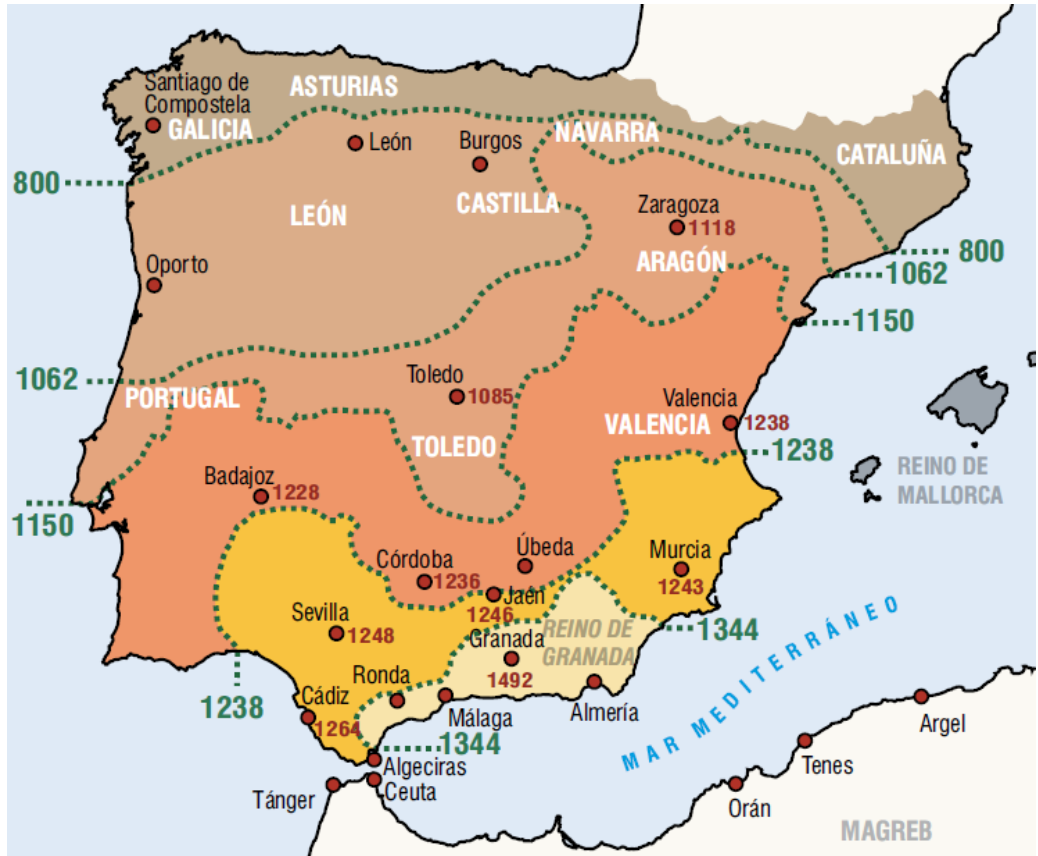 ASTURIAS
Santiago de
Compostela
GALICIA
León
Burgos
NAVARRA
CATALUÑA
800
LEÓN
CASTILLA
Zaragoza
1118
ARAGÓN
800
1062
Oporto
1150
1062
PORTUGAL
Toledo
1085
TOLEDO
Valencia
VALENCIA
1238
1238
Badajoz
1228
1150
REINO DE
MALLORCA
Córdoba
1236
Úbeda
Jaén
1246
Murcia
1243
Sevilla
1248
REINO DE
GRANADA
Granada
1492
1344
1238
Cádiz
1264
Ronda
Málaga
Almería
1344
MAR MEDITERRÁNEO
Algeciras
Ceuta
Tánger
Argel
Tenes
Orán
MAGREB